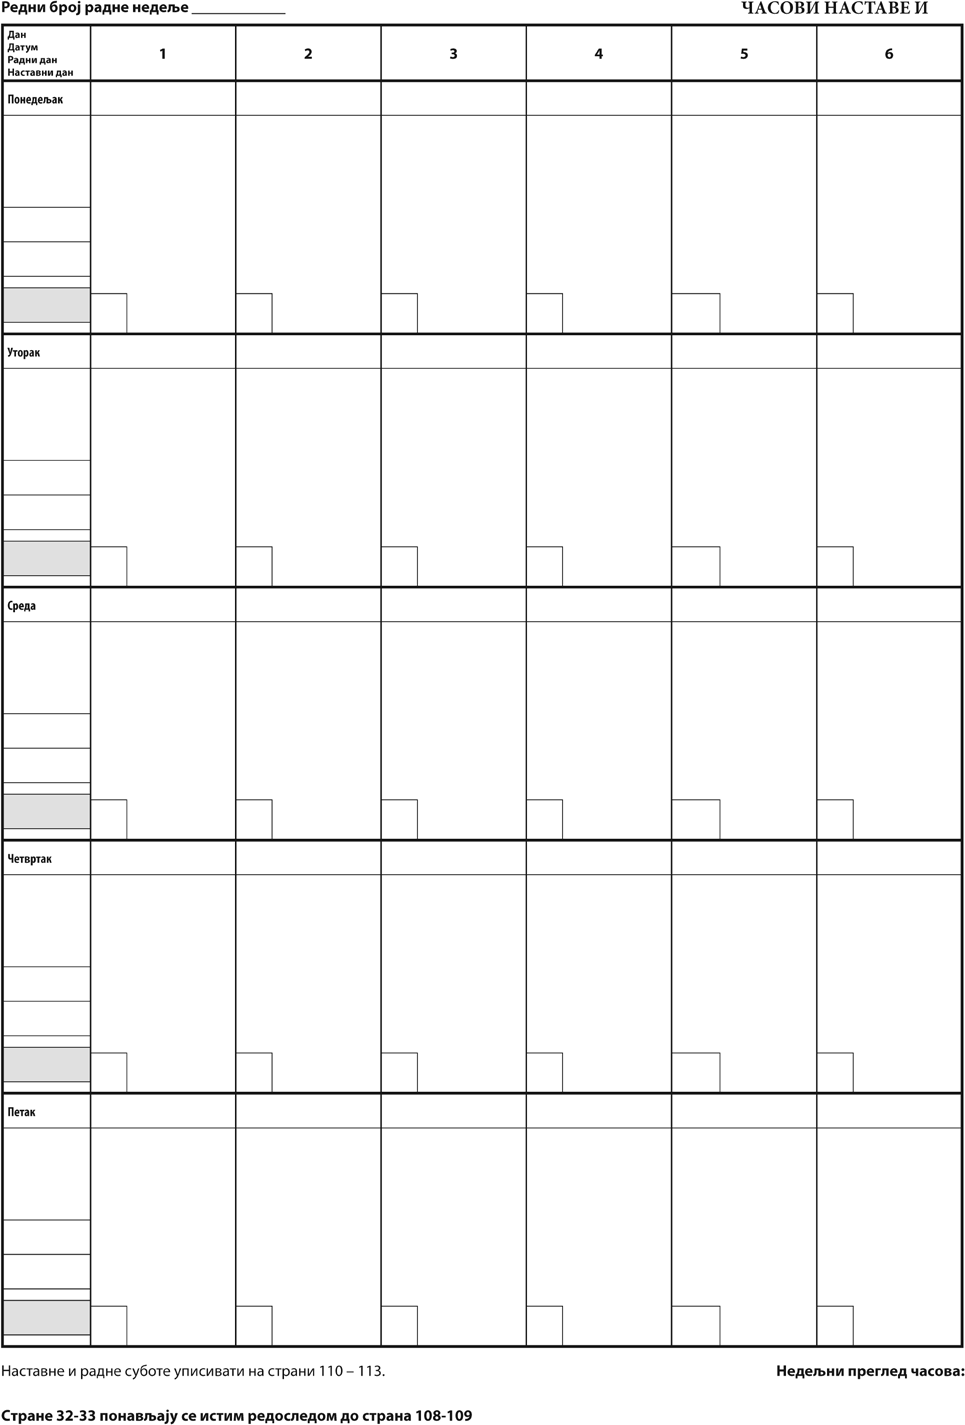 Редни број радне недеље ____________
ЧАСОВИ НАСТАВЕ И
Дан
Датум
Радни дан
Наставни дан
1 2 3 4 5 6
Понедељак
Уторак
Среда
Четвртак
Петак
Наставне и радне суботе уписивати на страни 110 – 113.
Недељни преглед часова:
Стране 32-33 понављају се истим редоследом до страна 108-109